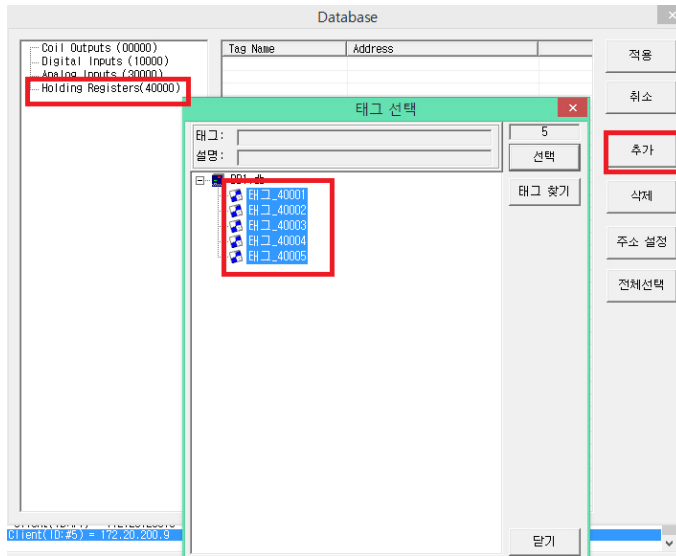 Database
Coil Outputs (00000)
Digital Inputs (10000)
Analog Inputs (30000)
Holding Registers(40000)
Tag Name
Address
적용
취소
추가
삭제
주소 설정
전체선택
태그 선택
태그:
설명:
5
선택
태그 찾기
태그_40001
태그_40002
태그_40003
태그_40004
태그_40005
닫기
Client(ID:#5) = 172.20.200.9